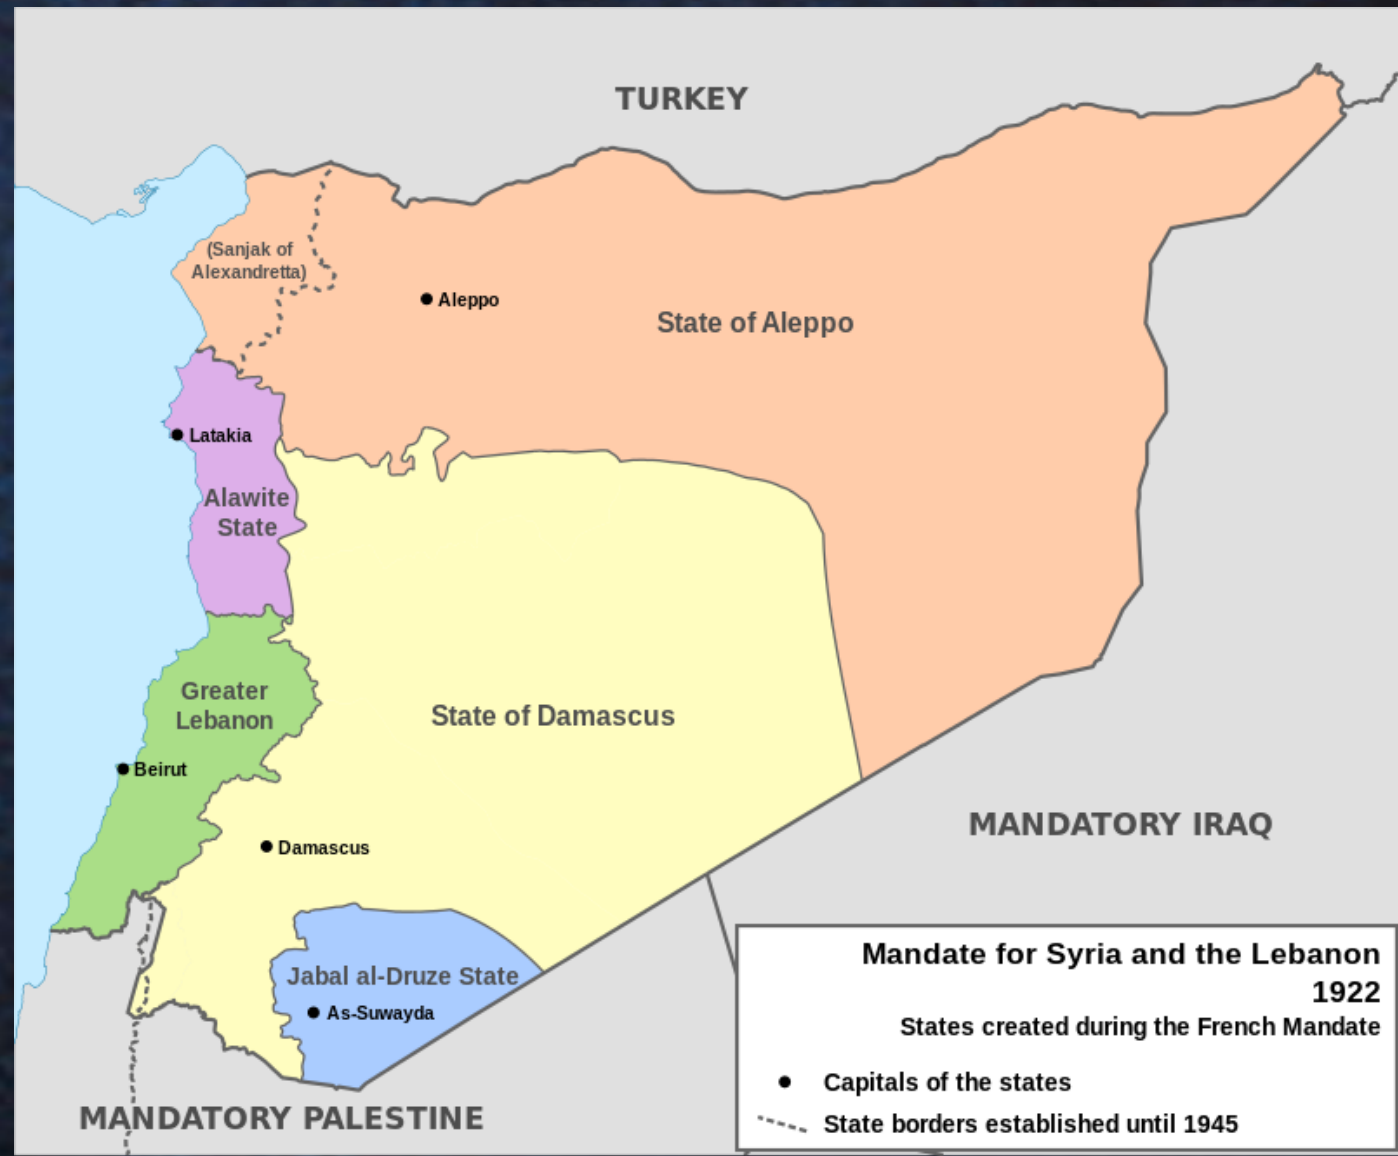 TURKEY
(Sanjak of
Alexandretta)
Aleppo
State of Aleppo
Latakia
Alawite
State
Greater
Lebanon
State of Damascus
Beirut
MANDATORY IRAQ
Damascus
Jabal al-Druze State
As-Suwayda
MANDATORY PALESTINE
Mandate for Syria and the Lebanon
1922
States created during the French Mandate
Capitals of the states
State borders established until 1945